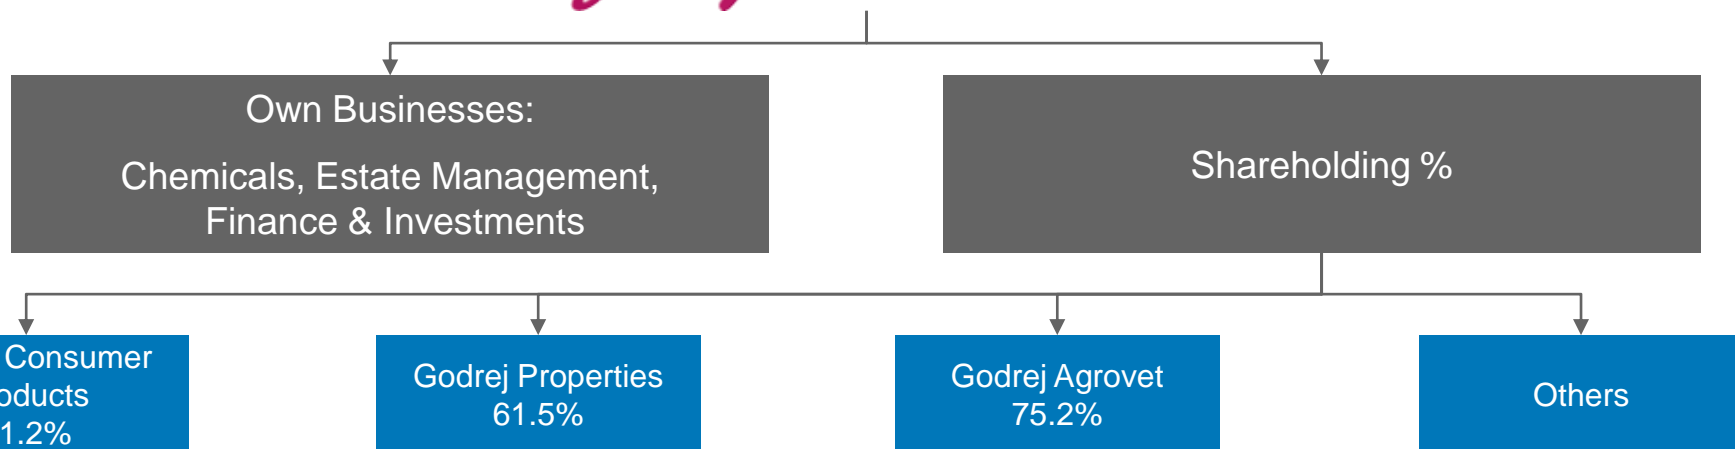 Own Businesses:
Chemicals, Estate Management,
Finance & Investments
Shareholding %
Consumer
1.2%
Godrej Properties
61.5%
Godrej Agrovet
75.2%
Others